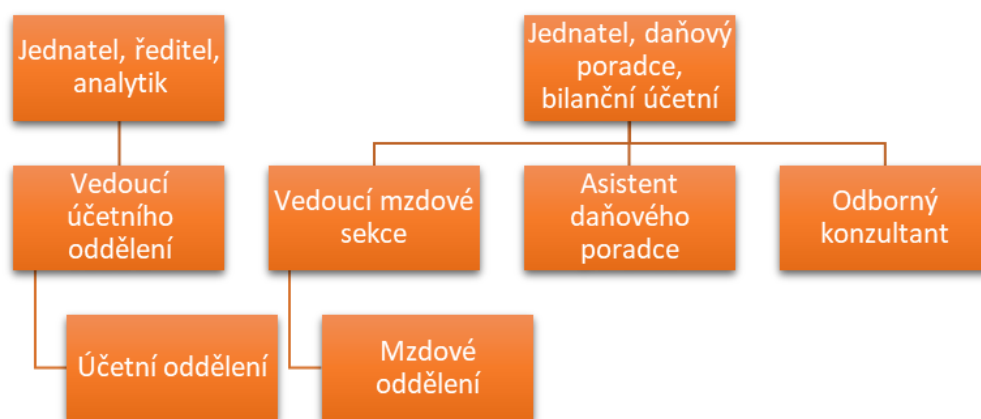 Jednatel, ředitel,
analytik
Jednatel, daňový
poradce,
bilanční účetní
Vedoucí
účetního
oddělení
Vedoucí mzdové
sekce
Asistent
daňového
poradce
Odborný
konzultant
Účetní oddělení
Mzdové
oddělení